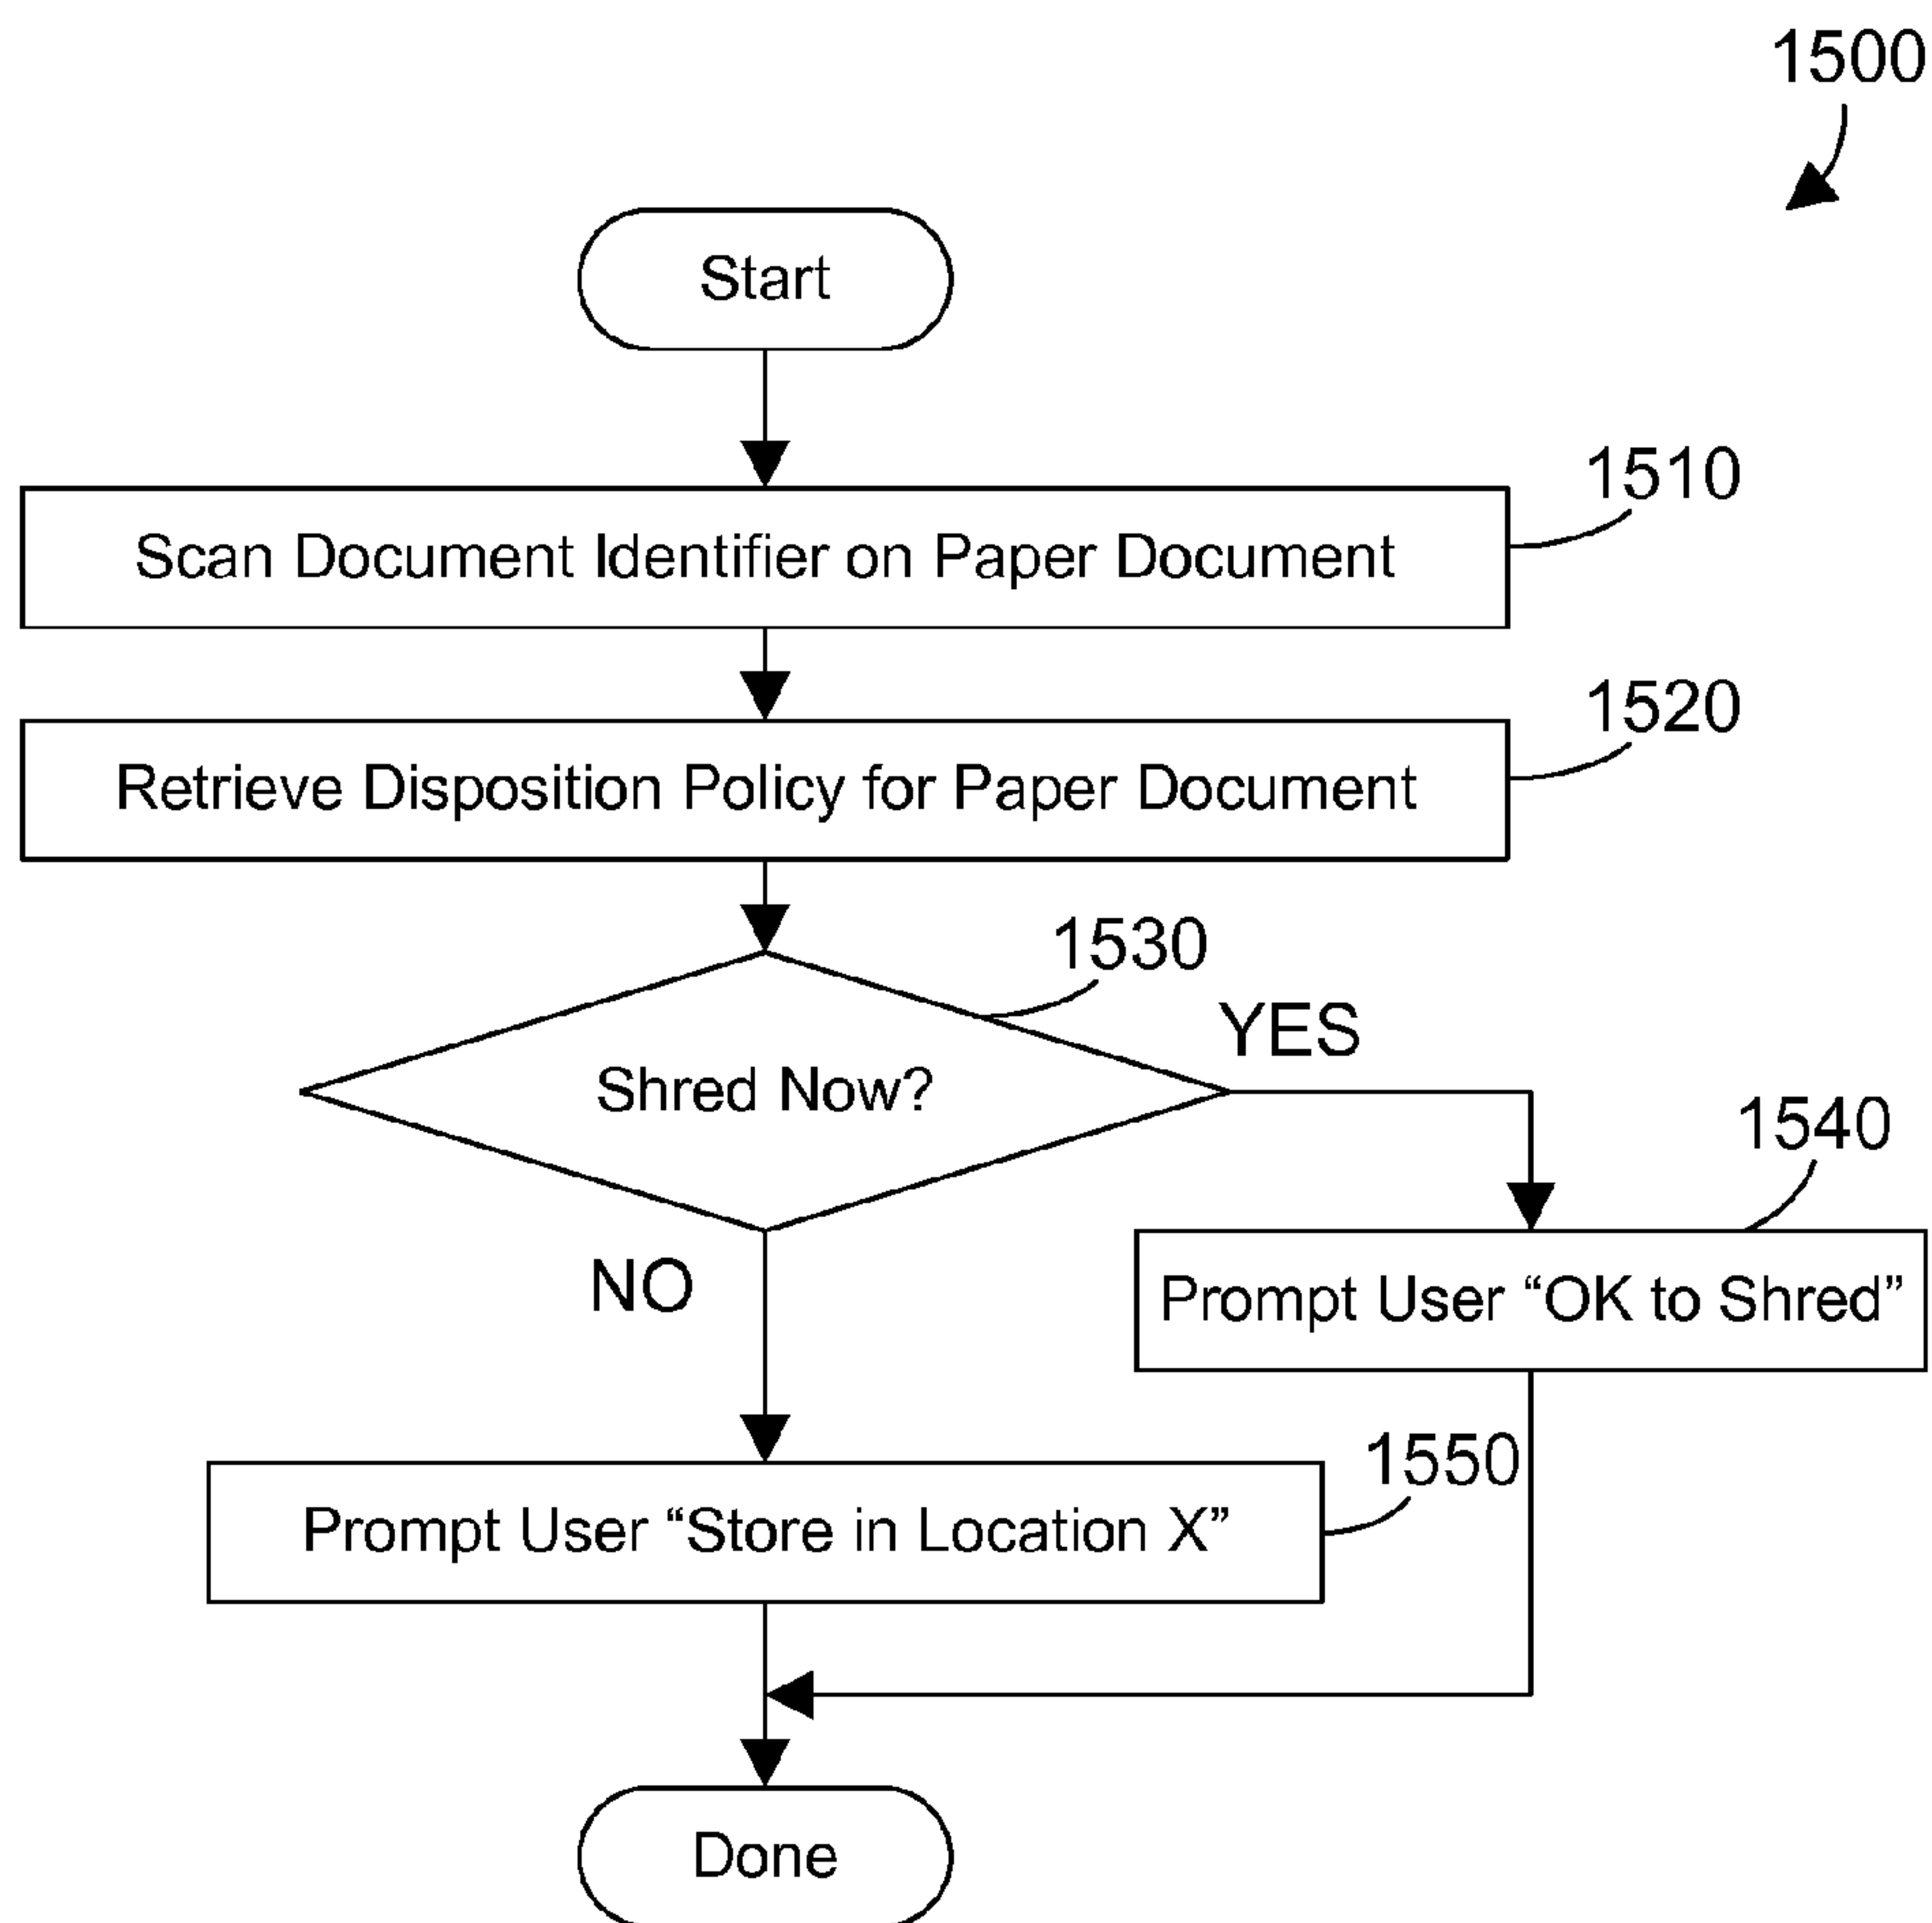 1500
Start
1510
Scan Document Identifier on Paper Document
1520
Retrieve Disposition Policy for Paper Document
1530
YES
Shred Now?
1540
NO
Prompt User “OK to Shred”
1550
Prompt User “Store in Location X”
Done